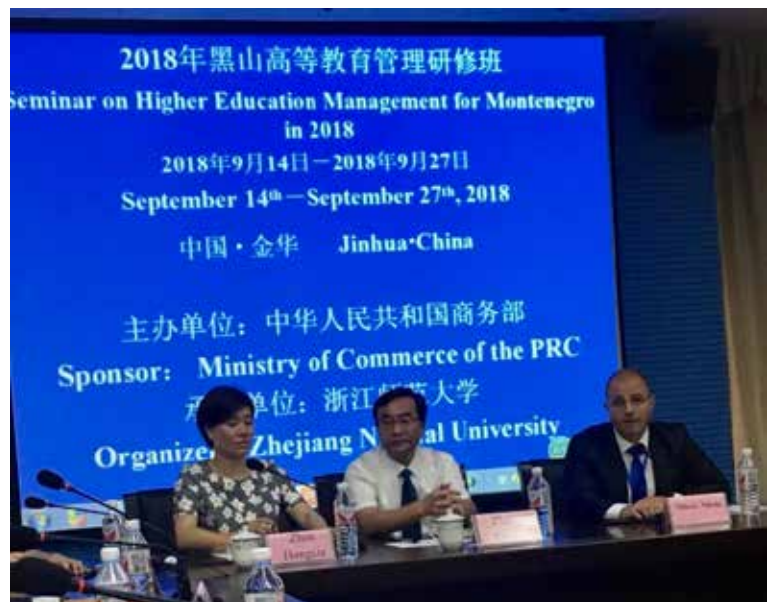 2018年黑山高等教育管理研修班
Seminar on Higher Education Management for Montenegro
in 2018
2018年9月14日－2018年9月27日
September 14th－September 27th, 2018
中国·金华 Jinhua·China
主办单位：中华人民共和国商务部
Sponsor： Ministry of Commerce of the PRC
单位：浙江师范大学
Organizer Zhejiang Normal University